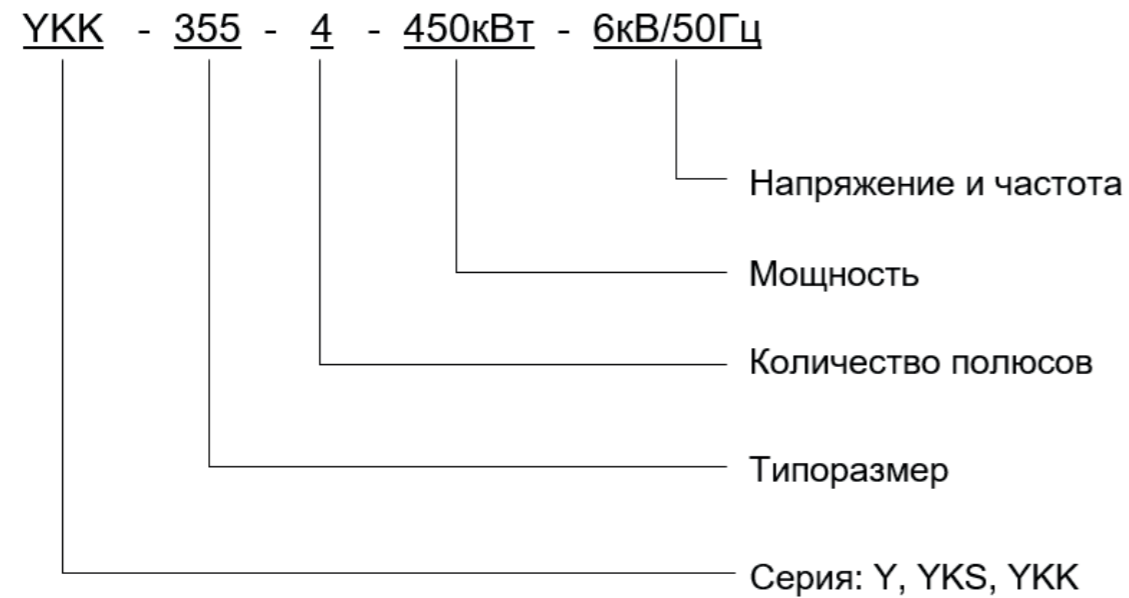 YKK - 355 - 4 - 450кВт - 6кВ/50Гц
Напряжение и частота
Мощность
Количество полюсов
Типоразмер
Серия: Y, YKS, YKK